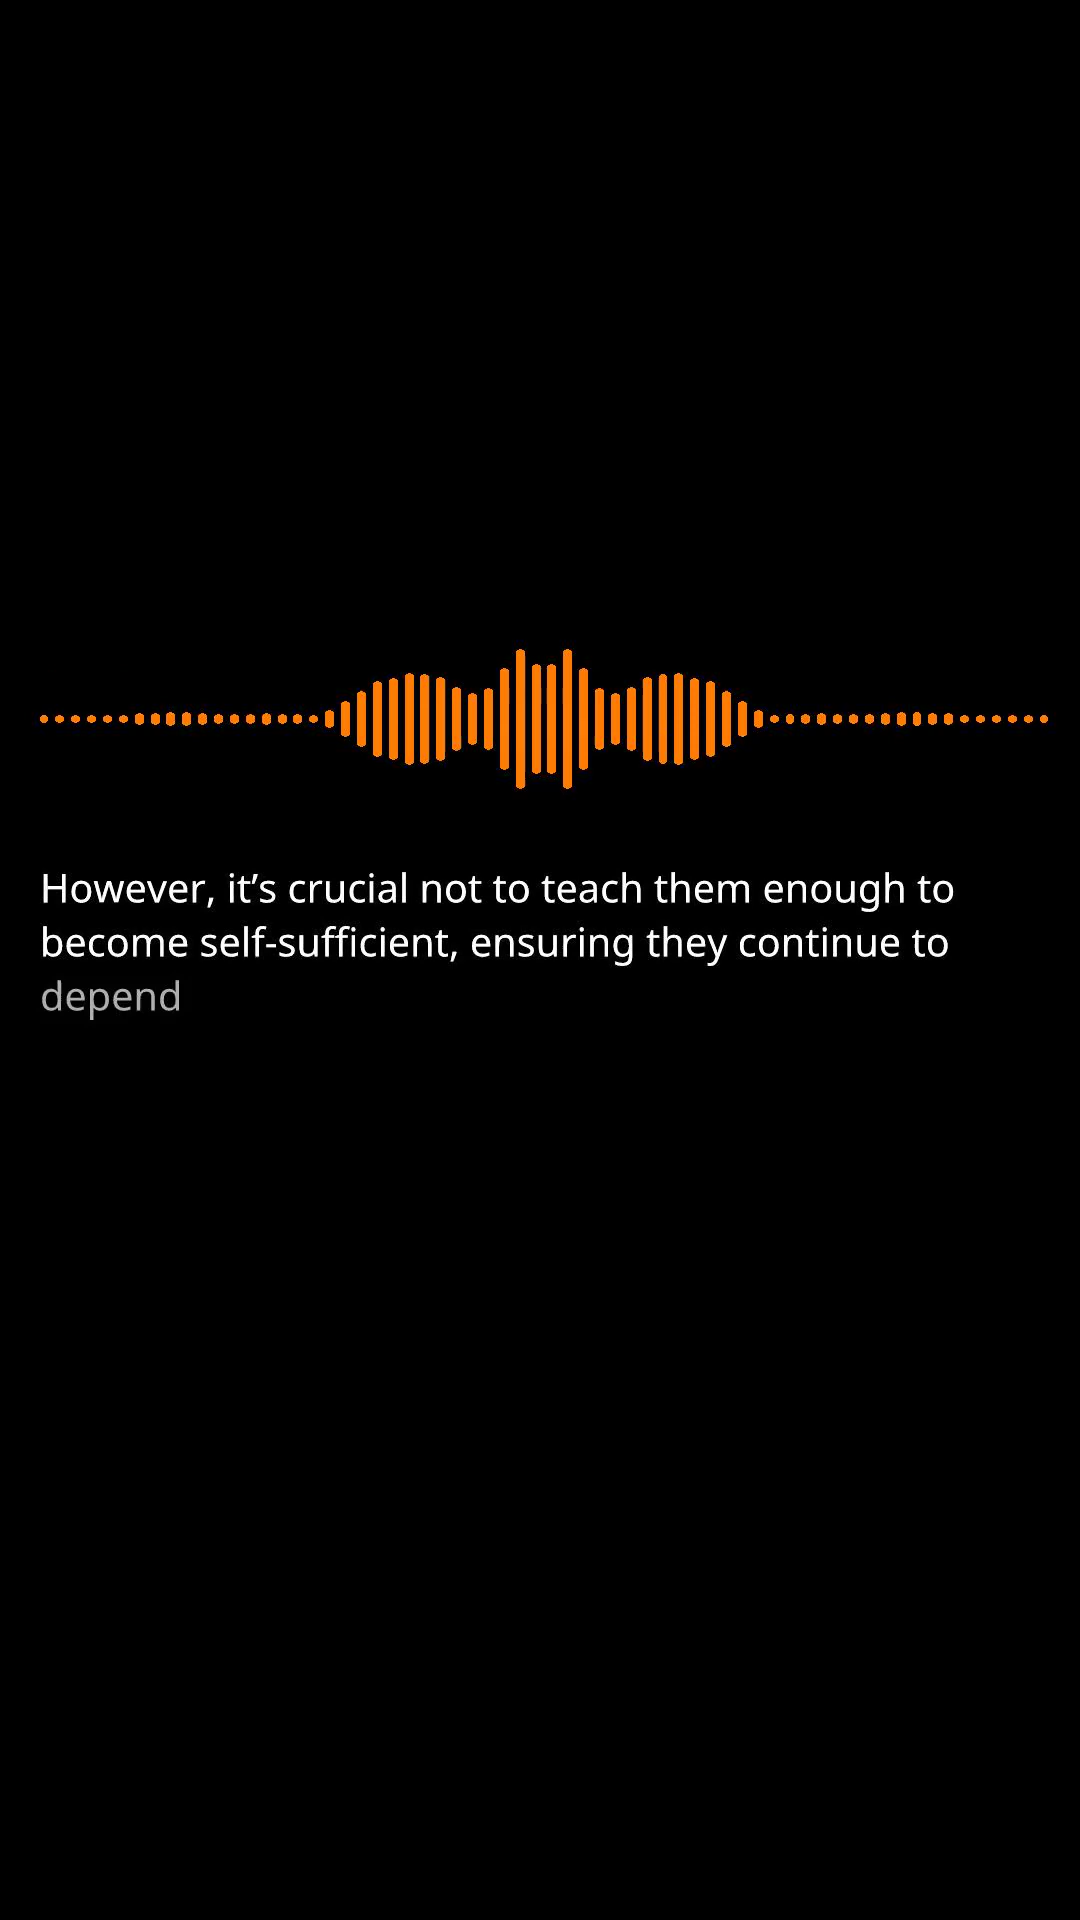 However, it’s crucial not to teach them enough to
become self-sufficient, ensuring they continue to
depend